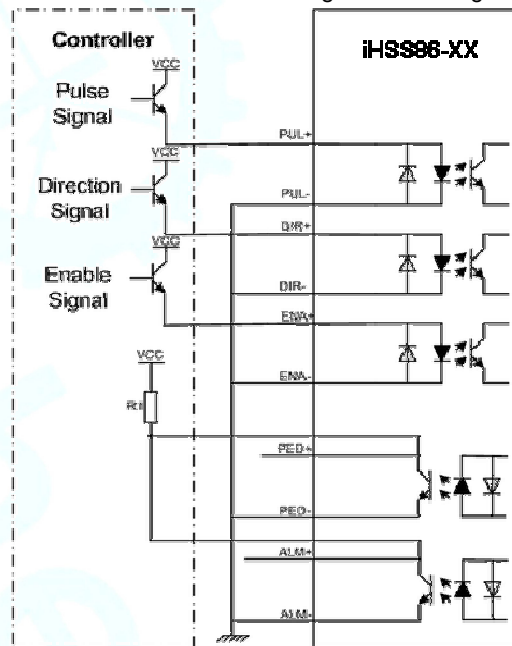 Controller
iHSS86-XX
VCC
Pulse
Signal
PUL+
VCC
Direction
Signal
PUL-
DIR+
VCC
Enable
Signal
DIR-
ENA+
VCC
ENA-
PED+
PED-
ALM+
ALM-